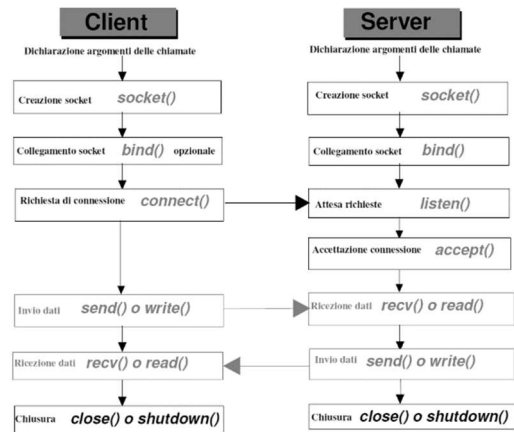 Client
Dichiarazione argomenti delle chiamate
Creazione socket socket()
Collegamento socket bind() opzionale
Richiesta di connessione connect()
Invio dati send() o write()
Ricezione dati recv() o read()
Chiusura close() o shutdown()
Server
Dichiarazione argomenti delle chiamate
Creazione socket socket()
Collegamento socket bind()
Attesa richieste listen()
Accettazione connessione accept()
Ricezione dati recv() o read()
Invio dati send() o write()
Chiusura close() o shutdown()